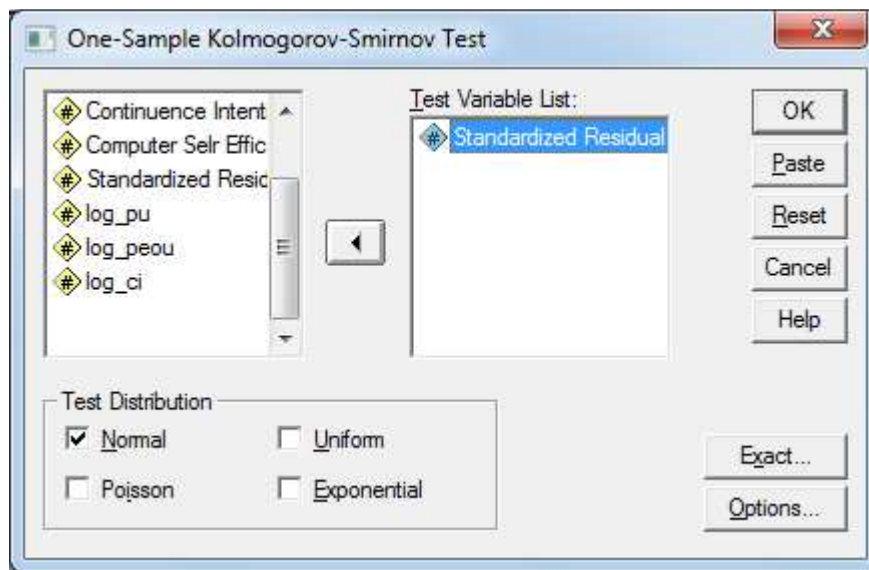 One-Sample Kolmogorov-Smirnov Test
Continuence Intent
Computer Selr Effic
Standardized Resid
log_pu
log_peou
log_ci
Test Variable List:
Standardized Residual
OK
Paste
Reset
Cancel
Help
Test Distribution
Normal
Uniform
Poisson
Exponential
Exact...
Options...